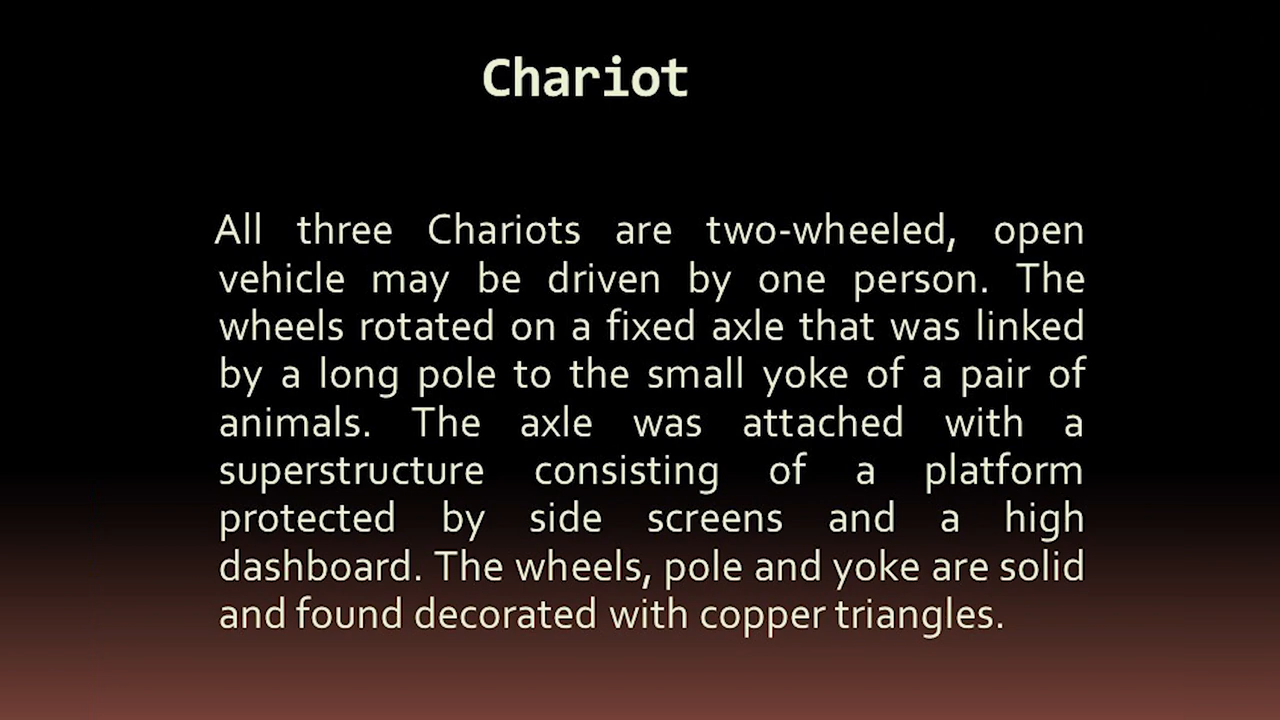 Chariot
All three Chariots are two-wheeled, open
vehicle may be driven by one person. The
wheels rotated on a fixed axle that was linked
by a long pole to the small yoke of a pair of
animals. The axle was attached with a
superstructure consisting of a platform
protected by side screens and a high
dashboard. The wheels, pole and yoke are solid
and found decorated with copper triangles.